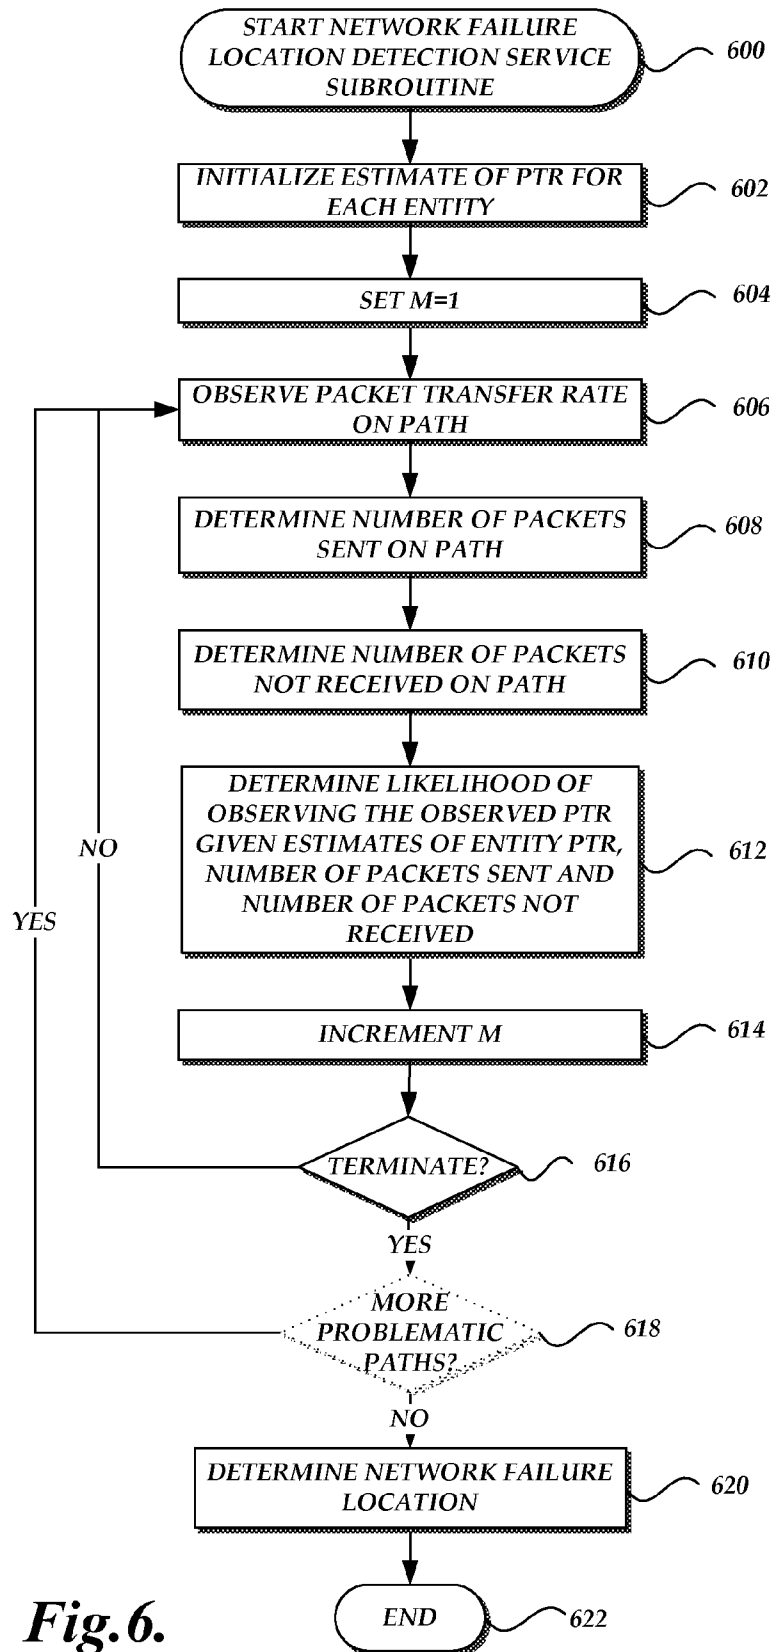 START NETWORK FAILURE
LOCATION DETECTION SERVICE
SUBROUTINE
600
INITIALIZE ESTIMATE OF PTR FOR
EACH ENTITY
602
SET M=1
604
OBSERVE PACKET TRANSFER RATE
ON PATH
606
DETERMINE NUMBER OF PACKETS
SENT ON PATH
608
DETERMINE NUMBER OF PACKETS
NOT RECEIVED ON PATH
610
DETERMINE LIKELIHOOD OF
OBSERVING THE OBSERVED PTR
GIVEN ESTIMATES OF ENTITY PTR,
NUMBER OF PACKETS SENT AND
NUMBER OF PACKETS NOT
RECEIVED
612
NO
YES
INCREMENT M
614
TERMINATE?
616
YES
MORE
PROBLEMATIC
PATHS?
618
NO
DETERMINE NETWORK FAILURE
LOCATION
620
END
622
Fig.6.